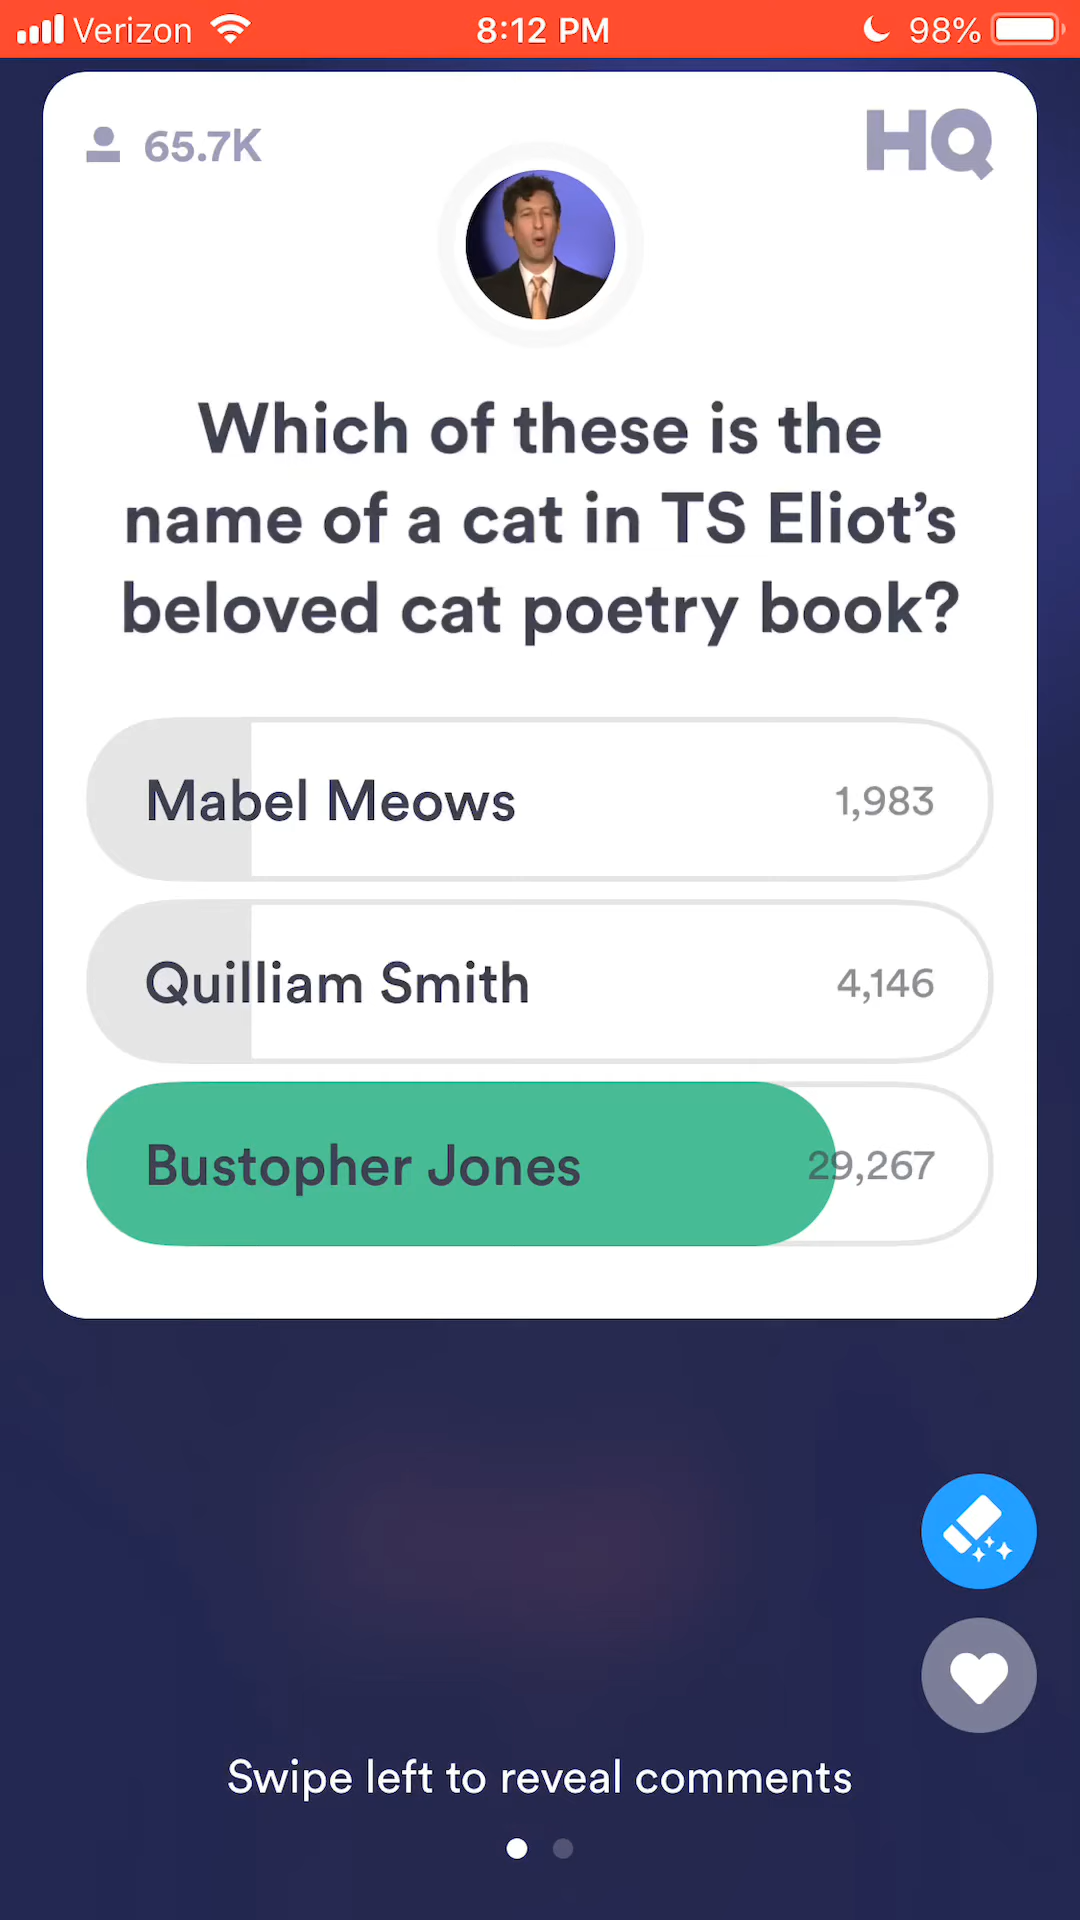 Verizon 8:12 PM 98%
65.7K HQ
Which of these is the
name of a cat in TS Eliot’s
beloved cat poetry book?
Mabel Meows 1,983
Quilliam Smith 4,146
Bustopher Jones 29,267
Swipe left to reveal comments